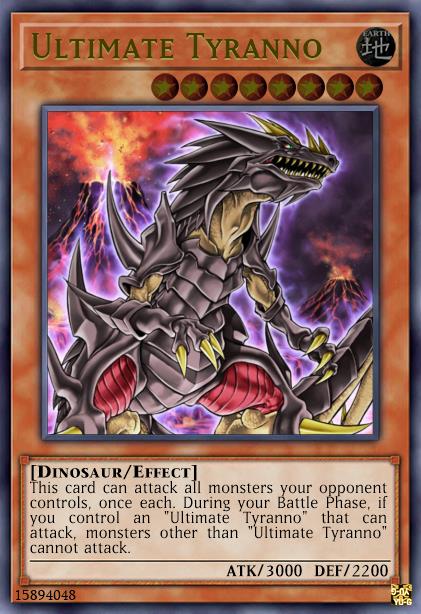 ULTIMATE TYRANNO
EARTH
地
[DINOSAUR/EFFECT]
This card can attack all monsters your opponent
controls, once each. During your Battle Phase, if
you control an "Ultimate Tyranno" that can
attack, monsters other than "Ultimate Tyranno"
cannot attack.
ATK/3000 DEF/2200
15894048